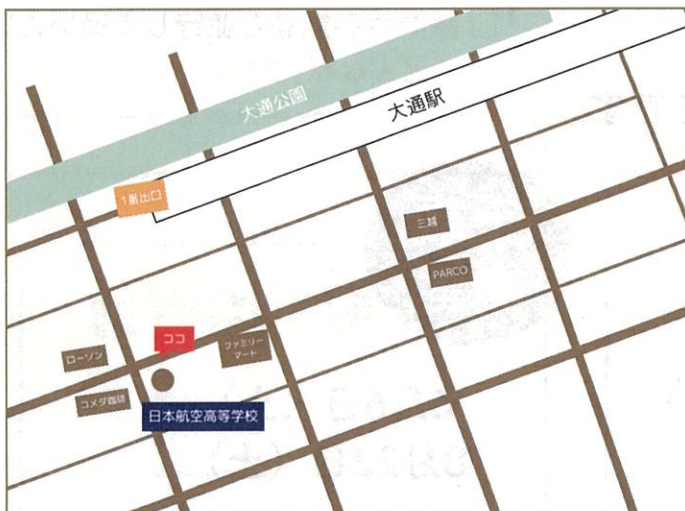 大通公園
大通駅
1番出口
三越
PARCO
ココ
ファミリー
マート
ローソン
コメダ珈琲
日本航空高等学校